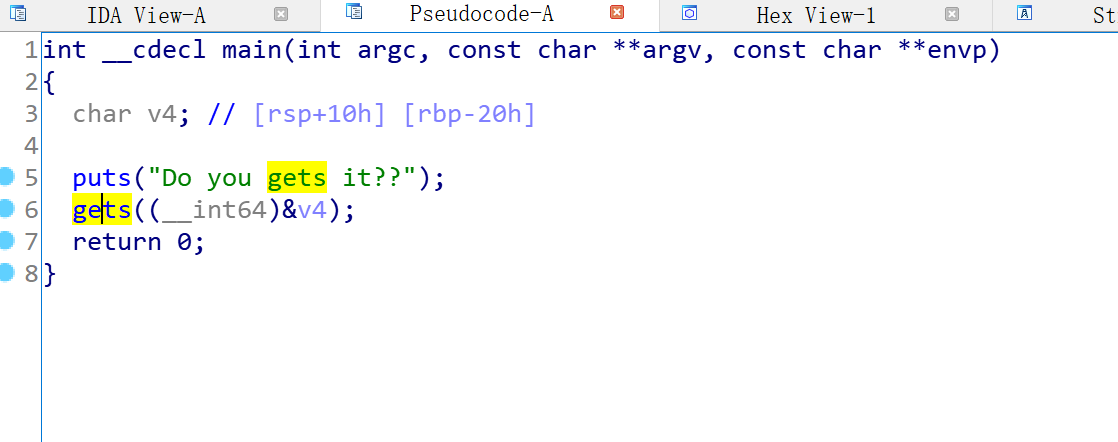 IDA View-A Pseudocode-A Hex View-1 St
1 int __cdecl main(int argc, const char **argv, const char **envp)
2 {
3   char v4; // [rsp+10h] [rbp-20h]
4
5   puts("Do you gets it??");
6   gets((__int64)&v4);
7   return 0;
8 }